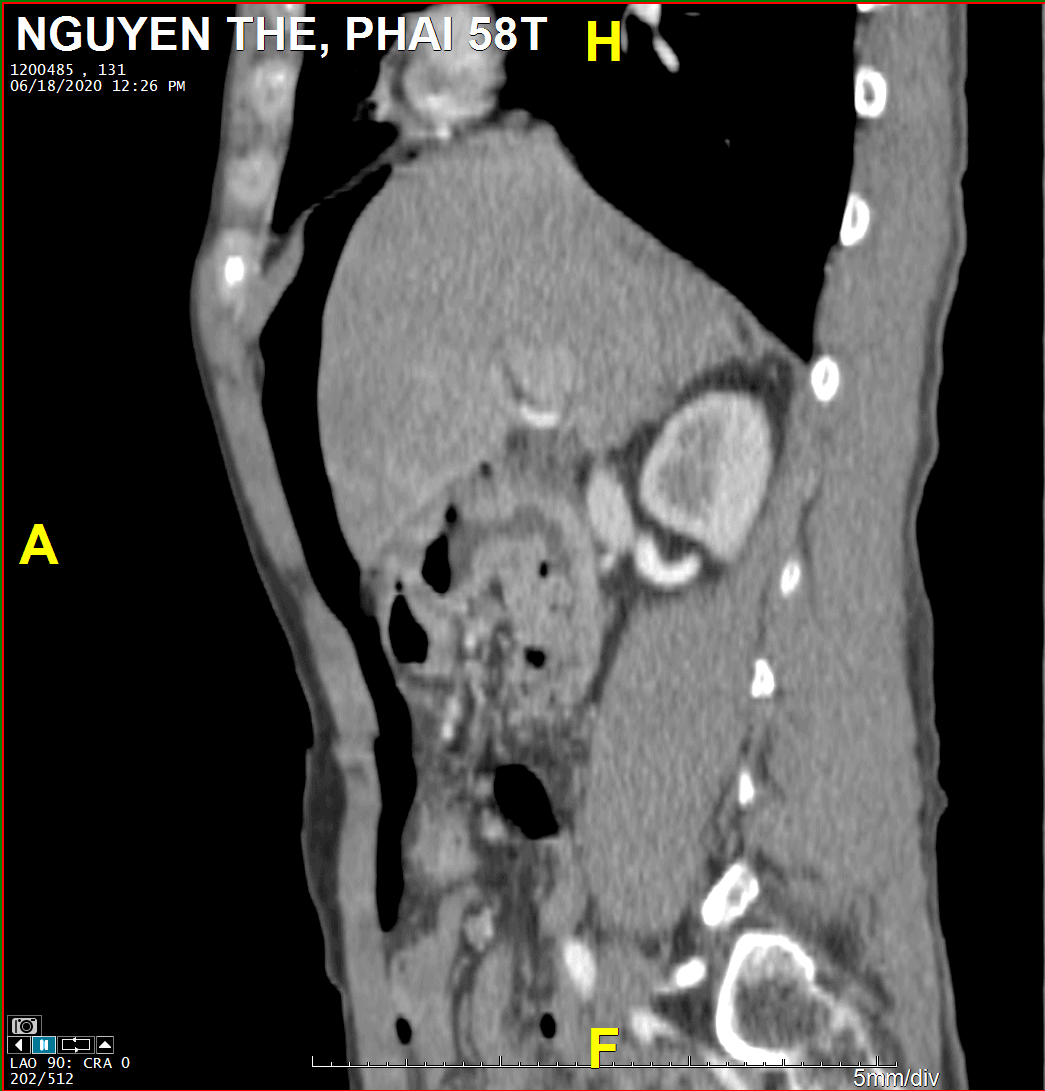 NGUYEN THE, PHAI 58T
H
1200485 , 131
06/18/2020 12:26 PM
A
LAO 90: CRA 0
202/512
F
5mm/div